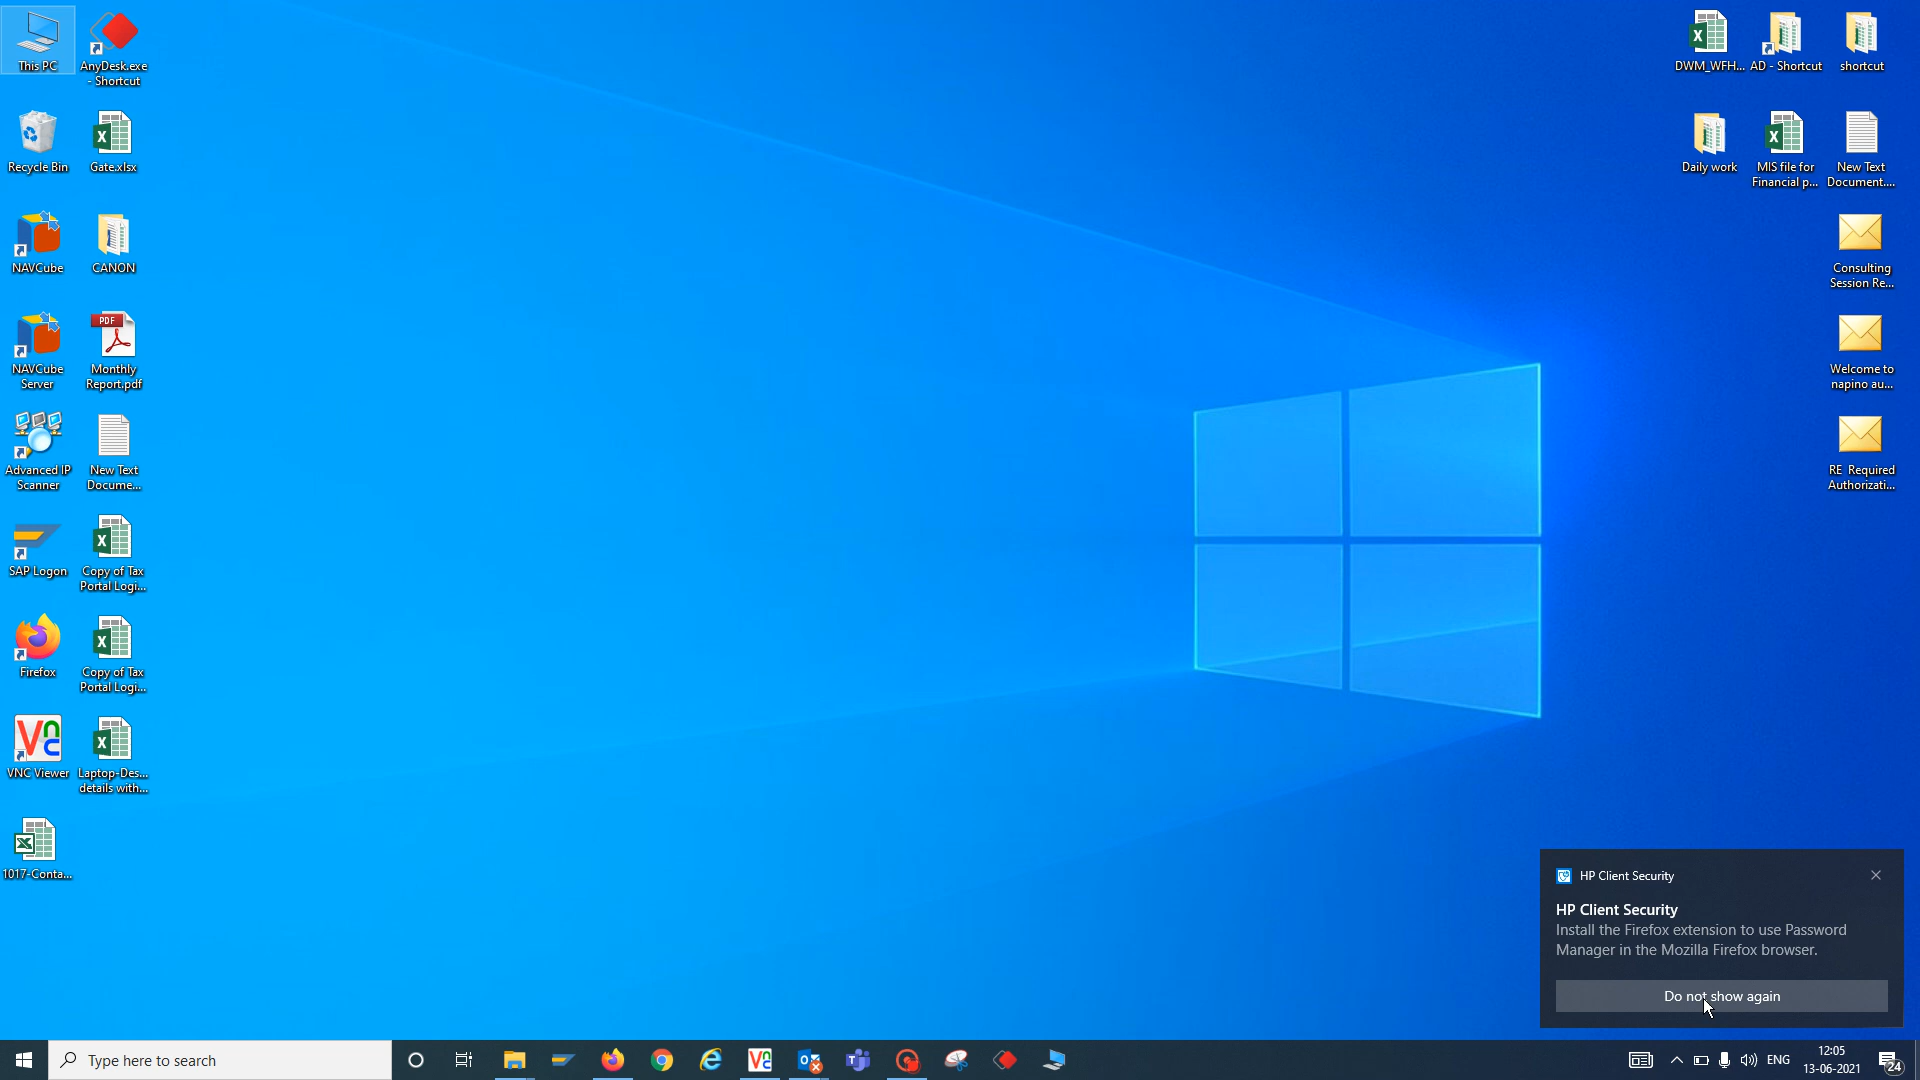 This PC
AnyDesk.exe
- Shortcut
DWM_WFH...
AD - Shortcut
shortcut
Recycle Bin
Gate.xlsx
Daily work
MIS file for
Financial p...
New Text
Document....
NAVCube
CANON
Consulting
Session Re...
NAVCube
Server
PDF
Monthly
Report.pdf
Welcome to
napino au...
Advanced IP
Scanner
New Text
Docume...
RE Required
Authorizati...
SAP Logon
Copy of Tax
Portal Logi...
Firefox
Copy of Tax
Portal Logi...
VNC Viewer
Laptop-Des...
details with...
1017-Conta...
HP Client Security
HP Client Security
Install the Firefox extension to use Password
Manager in the Mozilla Firefox browser.
Do not show again
Type here to search
ENG
12:05
13-06-2021
24